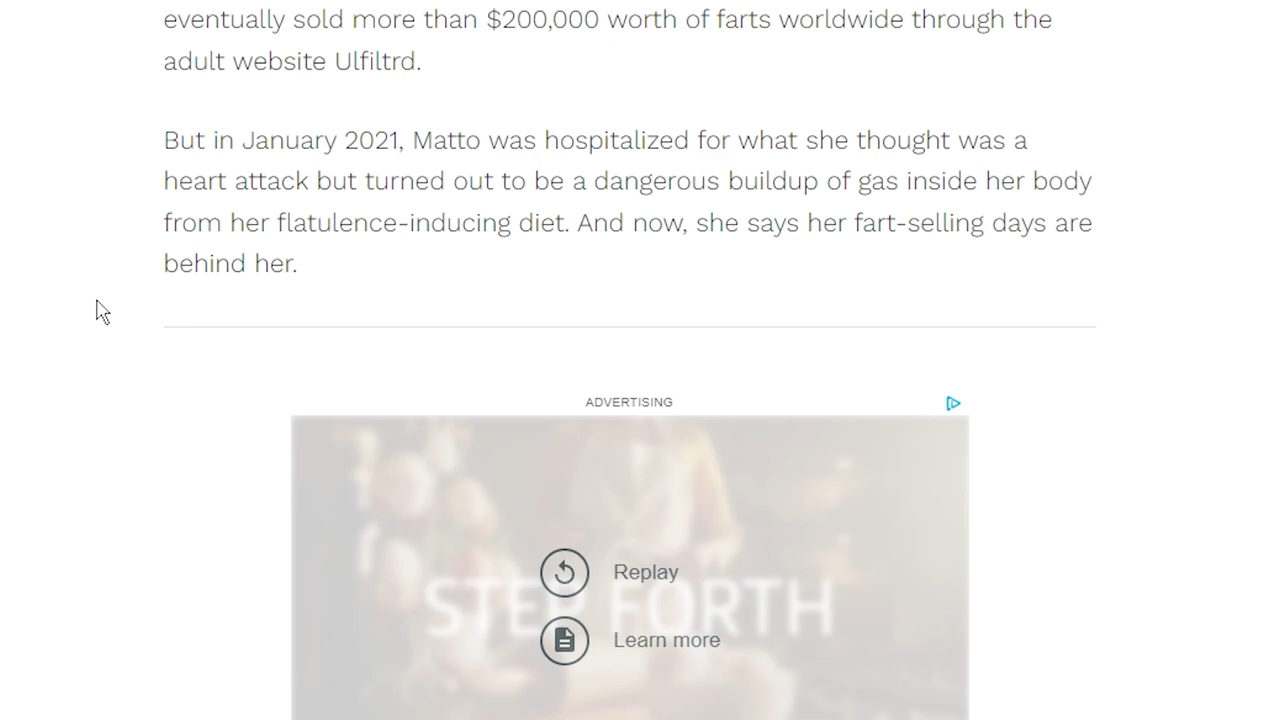 eventually sold more than $200,000 worth of farts worldwide through the
adult website Ulfiltrd.
But in January 2021, Matto was hospitalized for what she thought was a
heart attack but turned out to be a dangerous buildup of gas inside her body
from her flatulence-inducing diet. And now, she says her fart-selling days are
behind her.
ADVERTISING
Replay
STEP FORTH
Learn more